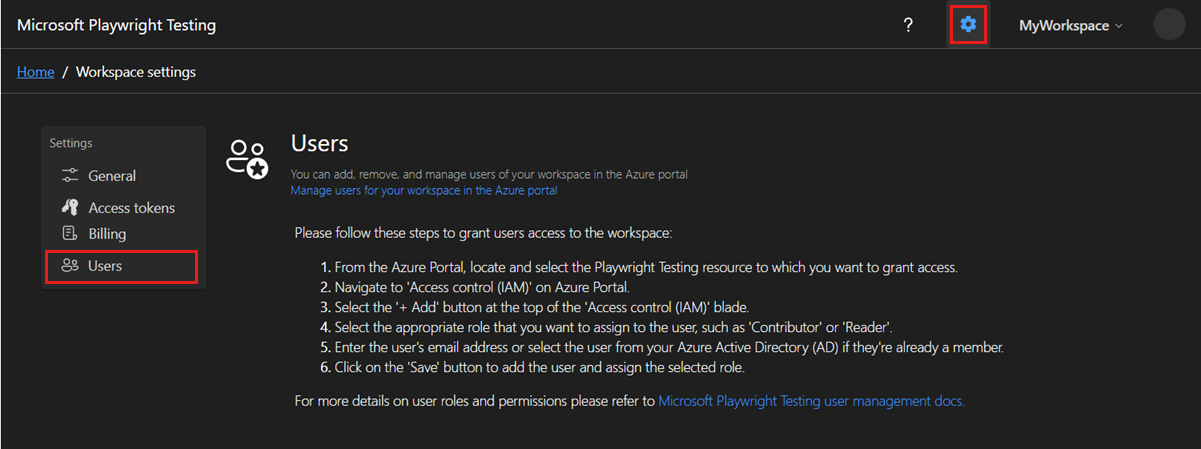 Microsoft Playwright Testing
?
MyWorkspace
Home / Workspace settings
Settings
General
Access tokens
Billing
Users
Users
You can add, remove, and manage users of your workspace in the Azure portal
Manage users for your workspace in the Azure portal
Please follow these steps to grant users access to the workspace:
1. From the Azure Portal, locate and select the Playwright Testing resource to which you want to grant access.
2. Navigate to 'Access control (IAM)' on Azure Portal.
3. Select the '+ Add' button at the top of the 'Access control (IAM)' blade.
4. Select the appropriate role that you want to assign to the user, such as 'Contributor' or 'Reader'.
5. Enter the user's email address or select the user from your Azure Active Directory (AD) if they're already a member.
6. Click on the 'Save' button to add the user and assign the selected role.
For more details on user roles and permissions please refer to Microsoft Playwright Testing user management docs.